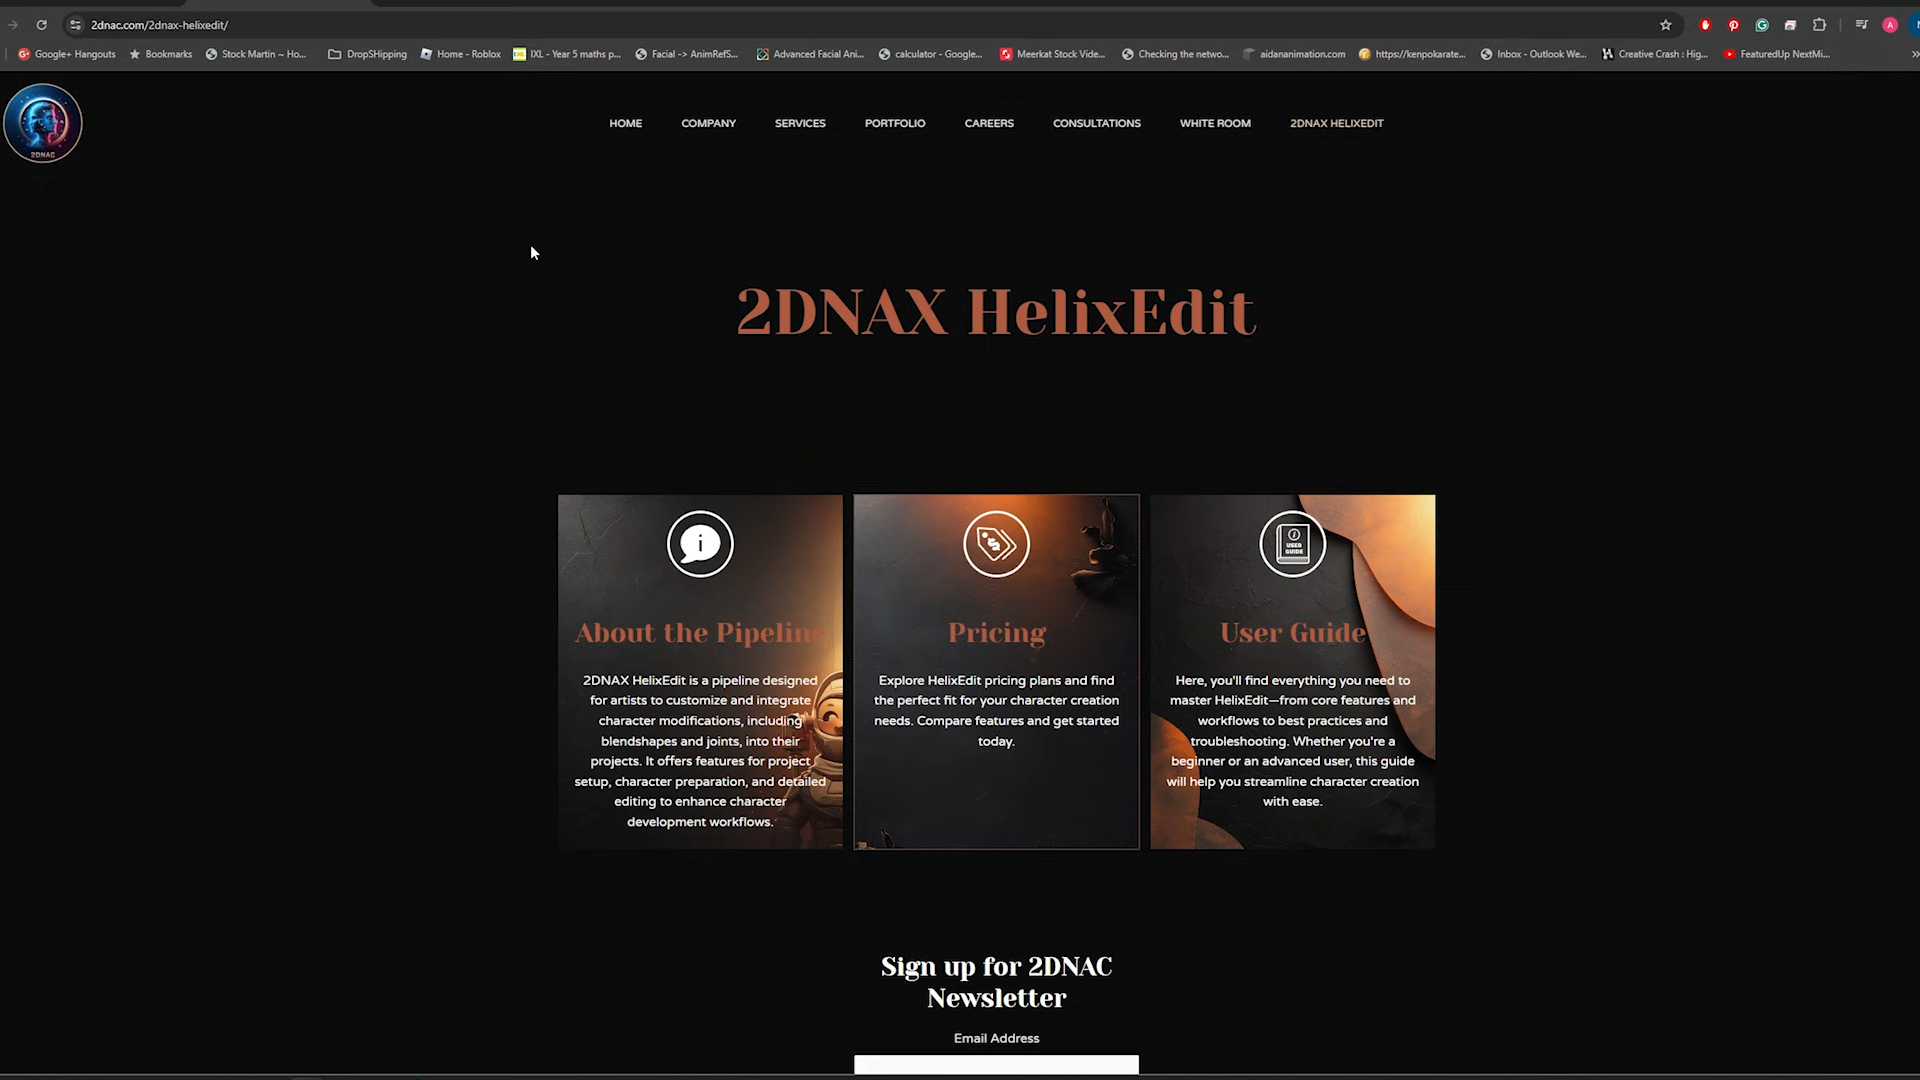 2dnac.com/2dnax-helixedit/
Google+ Hangouts
Bookmarks
Stock Martin ~ Ho...
DropSHipping
Home - Roblox
IXL - Year 5 maths p...
Facial -> AnimRefS...
Advanced Facial Ani...
calculator - Google...
Meerkat Stock Vide...
Checking the netwo...
aidananimation.com
https://kenpokarate...
Inbox - Outlook We...
Creative Crash : Hig...
FeaturedUp NextMi...
2DNAC
HOME
COMPANY
SERVICES
PORTFOLIO
CAREERS
CONSULTATIONS
WHITE ROOM
2DNAX HELIXEDIT
2DNAX HelixEdit
About the Pipeline
2DNAX HelixEdit is a pipeline designed
for artists to customize and integrate
character modifications, including
blendshapes and joints, into their
projects. It offers features for project
setup, character preparation, and detailed
editing to enhance character
development workflows.
Pricing
Explore HelixEdit pricing plans and find
the perfect fit for your character creation
needs. Compare features and get started
today.
USER
GUIDE
User Guide
Here, you'll find everything you need to
master HelixEdit—from core features and
workflows to best practices and
troubleshooting. Whether you're a
beginner or an advanced user, this guide
will help you streamline character creation
with ease.
Sign up for 2DNAC
Newsletter
Email Address